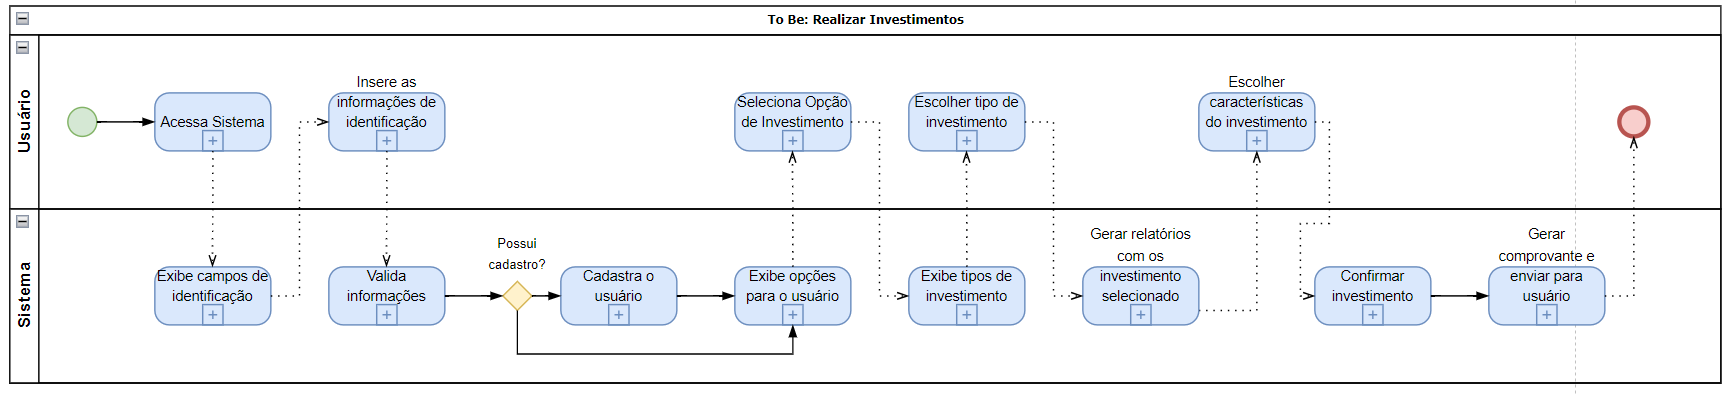 To Be: Realizar Investimentos
Usuário
Acessa Sistema
Insere as
informações de
identificação
Seleciona Opção
de Investimento
Escolher tipo de
investimento
Escolher
características
do investimento
Sistema
Exibe campos de
identificação
Valida
informações
Possui
cadastro?
Cadastra o
usuário
Exibe opções
para o usuário
Exibe tipos de
investimento
Gerar relatórios
com os
investimento
selecionado
Confirmar
investimento
Gerar
comprovante e
enviar para
usuário